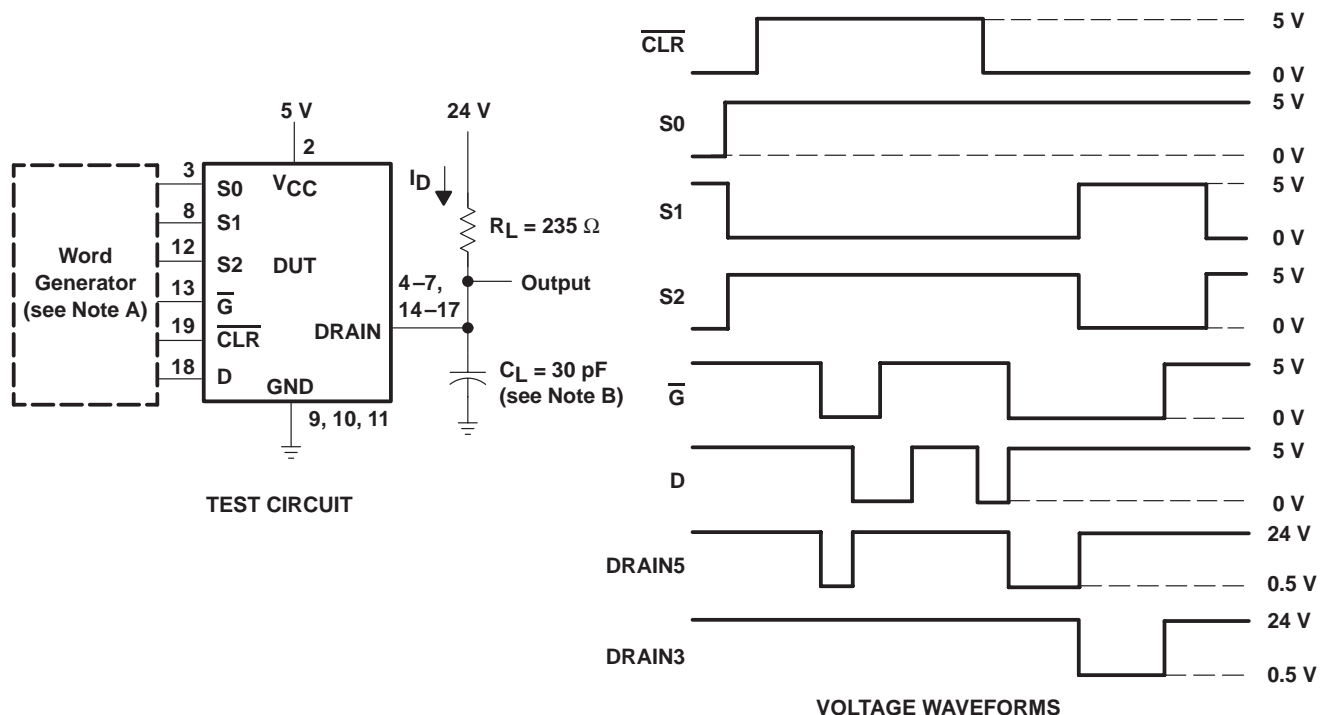 5 V
24 V
2
3
S0
VCC
ID
8
S1
RL = 235 Ω
12
S2
DUT
Word
Generator
(see Note A)
4–7,
14–17
Output
13
G
19
CLR
DRAIN
18
D
CL = 30 pF
(see Note B)
GND
9, 10, 11
TEST CIRCUIT
CLR
5 V
0 V
S0
5 V
0 V
S1
5 V
0 V
S2
5 V
0 V
G
5 V
0 V
D
5 V
0 V
DRAIN5
24 V
0.5 V
DRAIN3
24 V
0.5 V
VOLTAGE WAVEFORMS